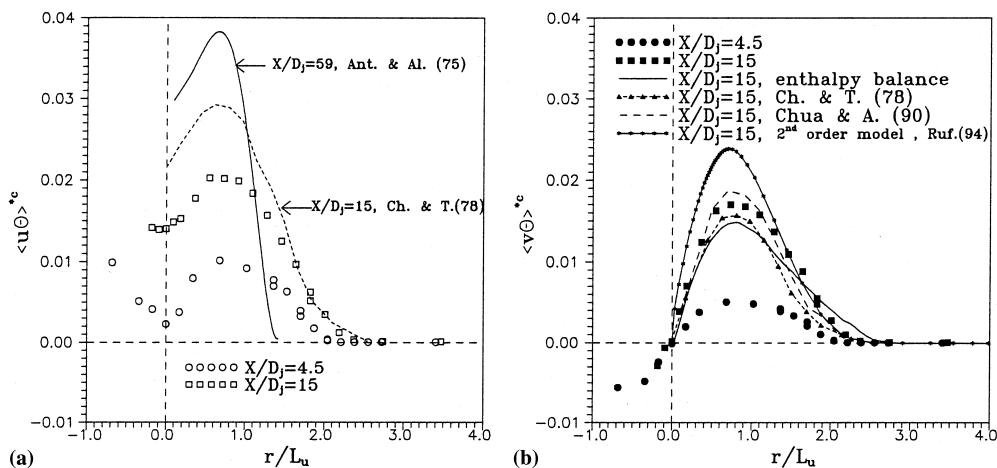 0.04
0.03
0.02
0.01
0.00
-0.01
<uΘ>*c
X/Dj=59, Ant. & Al. (75)
X/Dj=15, Ch. & T.(78)
○○○○○ X/Dj=4.5
□□□□□ X/Dj=15
-1.0 0.0 1.0 2.0 3.0 4.0
r/Lu
(a)
0.04
0.03
0.02
0.01
0.00
-0.01
<vΘ>*c
X/Dj=4.5
X/Dj=15
X/Dj=15, enthalpy balance
X/Dj=15, Ch. & T. (78)
X/Dj=15, Chua & A. (90)
X/Dj=15, 2nd order model , Ruf.(94)
-1.0 0.0 1.0 2.0 3.0 4.0
r/Lu
(b)